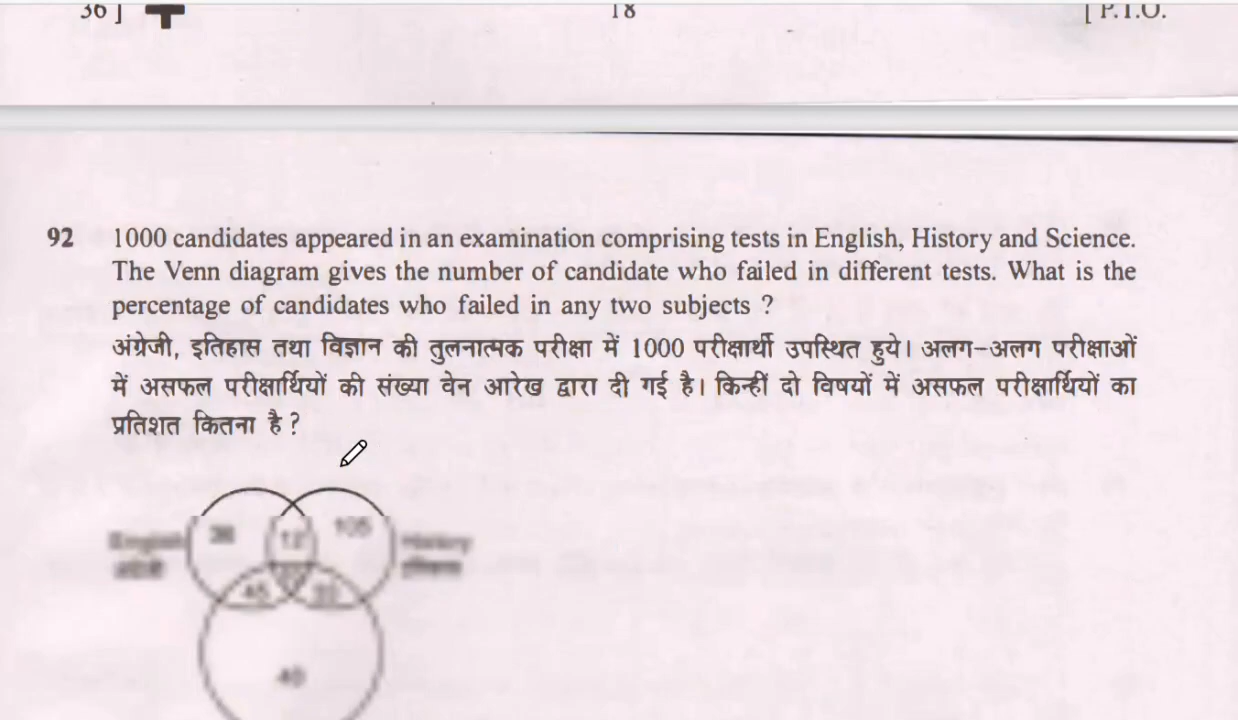 36 ]
18
[ P.T.O.
92 1000 candidates appeared in an examination comprising tests in English, History and Science.
The Venn diagram gives the number of candidate who failed in different tests. What is the
percentage of candidates who failed in any two subjects ?
अंग्रेजी, इतिहास तथा विज्ञान की तुलनात्मक परीक्षा में 1000 परीक्षार्थी उपस्थित हुये। अलग-अलग परीक्षाओं
में असफल परीक्षार्थियों की संख्या वेन आरेख द्वारा दी गई है। किन्हीं दो विषयों में असफल परीक्षार्थियों का
प्रतिशत कितना है ?
12
105
English
History